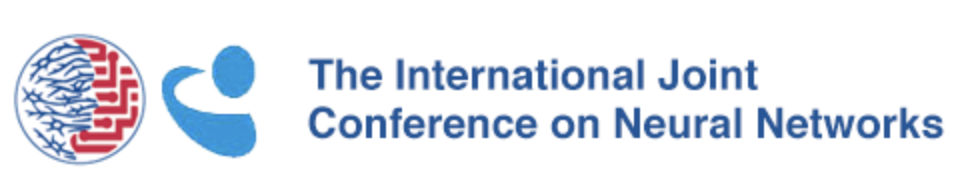 The International Joint
Conference on Neural Networks